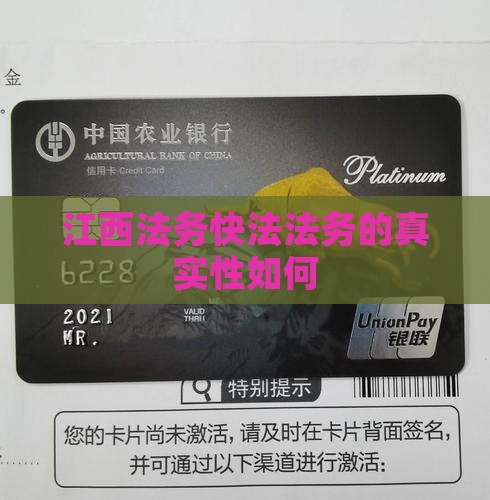 金
中国农业银行
AGRICULTURAL BANK OF CHINA
信用卡 Credit Card
Platinum
江西法务快法法务的真
实性如何
6228
2021
VALID
THRU
MR.
UnionPay
银联
特别提示
您的卡片尚未激活，请及时在卡片背面签名，
并可通过以下渠道进行激活：